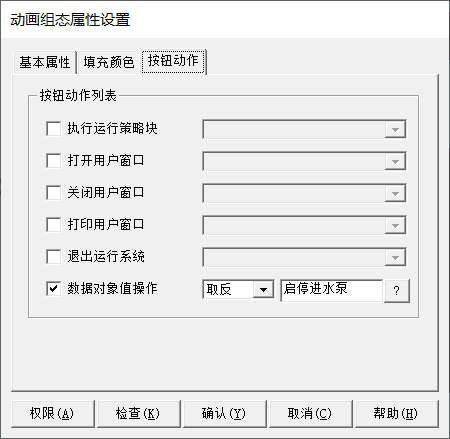 动画组态属性设置
基本属性 填充颜色 按钮动作
按钮动作列表
执行运行策略块
打开用户窗口
关闭用户窗口
打印用户窗口
退出运行系统
数据对象值操作 取反 启停进水泵 ?
权限(A) 检查(K) 确认(Y) 取消(C) 帮助(H)